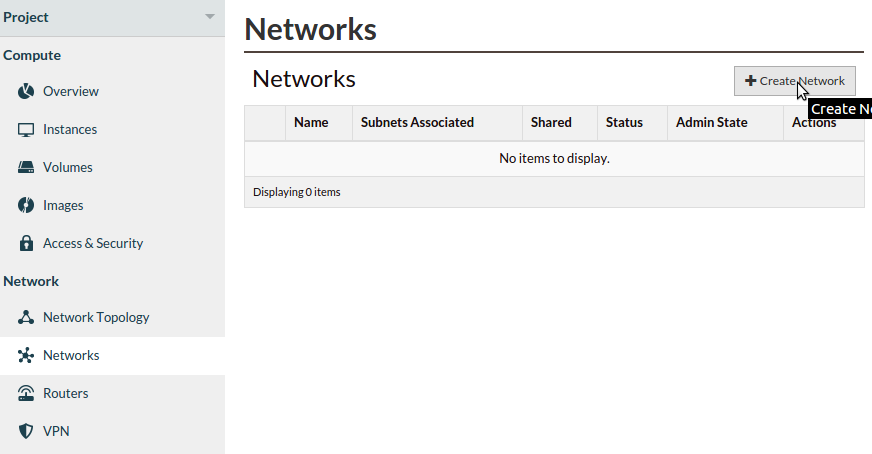 Project
Compute
Overview
Instances
Volumes
Images
Access & Security
Network
Network Topology
Networks
Routers
VPN
Networks
Networks
Create Network
Create
Name Subnets Associated Shared Status Admin State Actions
No items to display.
Displaying 0 items